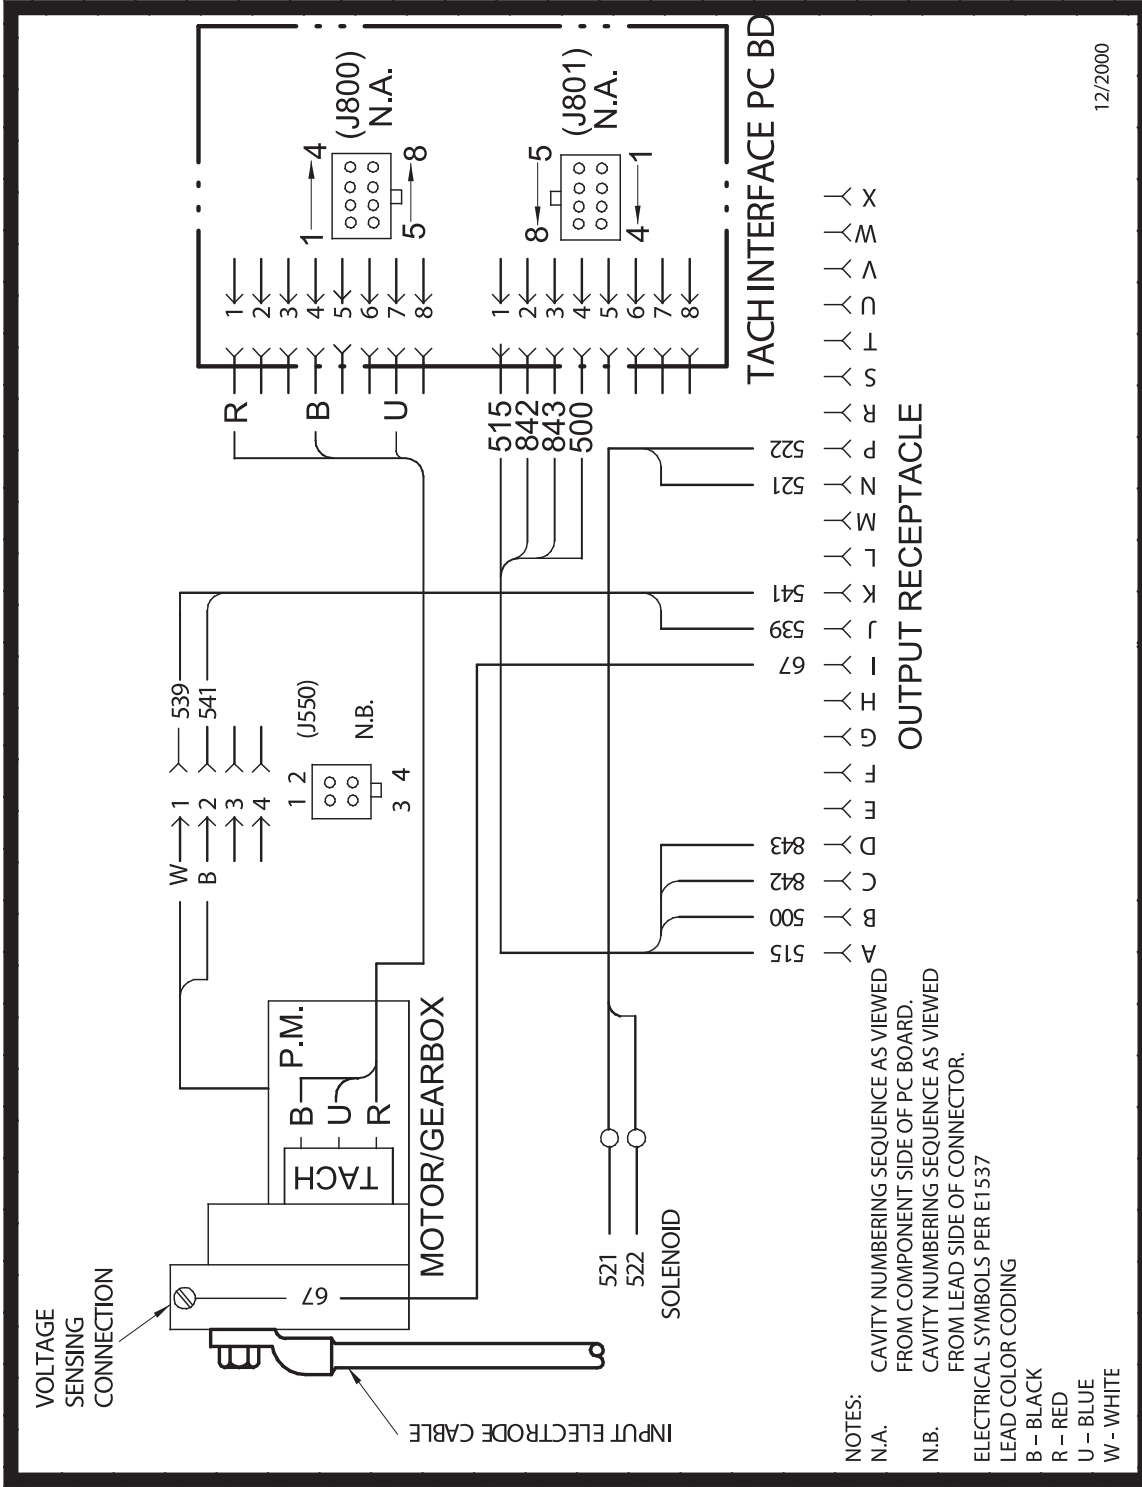 VOLTAGE
SENSING
CONNECTION
INPUT ELECTRODE CABLE
67
MOTOR/GEARBOX
TACH
P.M.
B
U
R
W
B
1
2
3
4
539
541
1 2
3 4
(J550)
N.B.
R
B
U
1
2
3
4
5
6
7
8
1 4
5 8
(J800)
N.A.
515
842
843
500
1
2
3
4
5
6
7
8
8 5
4 1
(J801)
N.A.
TACH INTERFACE PC BD
521
522
SOLENOID
515
500
842
843
67
539
541
521
522
A
B
C
D
E
F
G
H
I
J
K
L
M
N
P
R
S
T
U
V
W
X
OUTPUT RECEPTACLE
NOTES:
N.A. CAVITY NUMBERING SEQUENCE AS VIEWED
FROM COMPONENT SIDE OF PC BOARD.
N.B. CAVITY NUMBERING SEQUENCE AS VIEWED
FROM LEAD SIDE OF CONNECTOR.
ELECTRICAL SYMBOLS PER E1537
LEAD COLOR CODING
B – BLACK
R – RED
U – BLUE
W - WHITE
12/2000